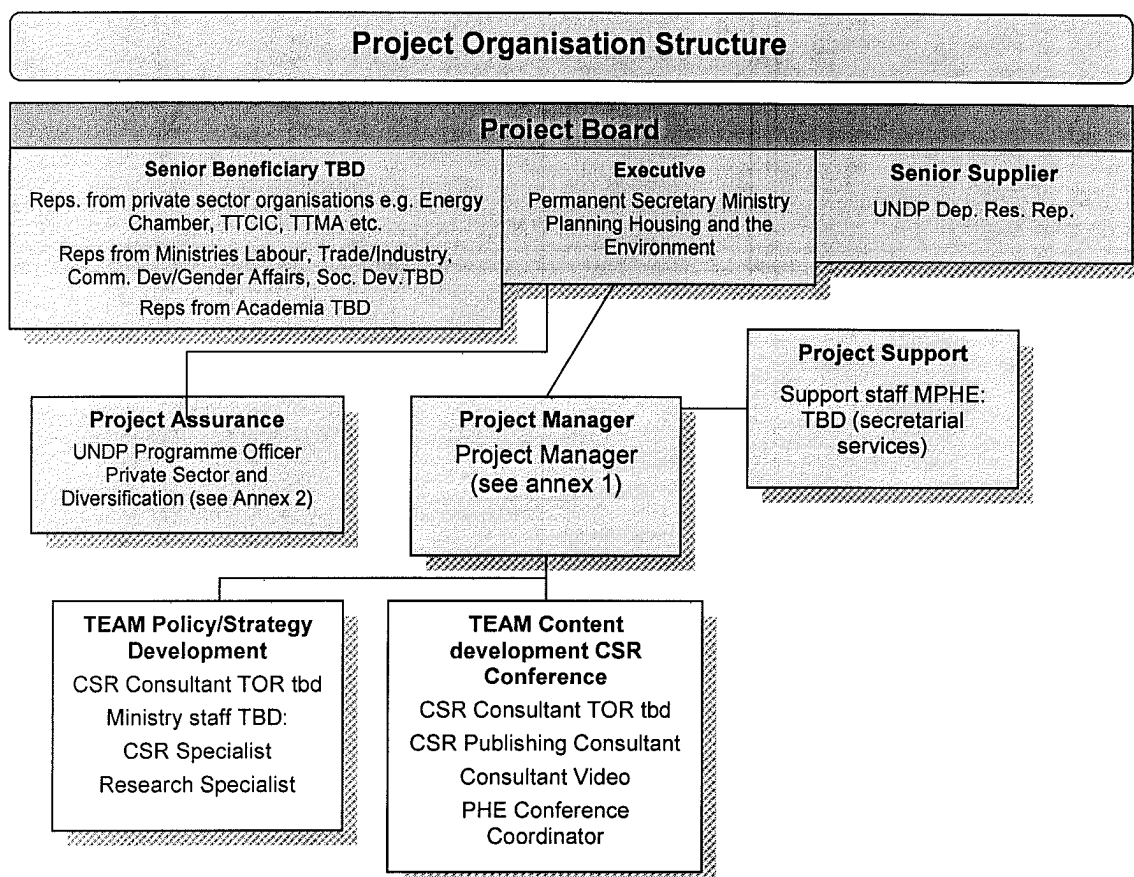 Project Organisation Structure
Project Board
Senior Beneficiary TBD
Reps. from private sector organisations e.g. Energy
Chamber, TTCIC, TTMA etc.
Reps from Ministries Labour, Trade/Industry,
Comm. Dev/Gender Affairs, Soc. Dev.TBD
Reps from Academia TBD
Executive
Permanent Secretary Ministry
Planning Housing and the
Environment
Senior Supplier
UNDP Dep. Res. Rep.
Project Support
Support staff MPHE:
TBD (secretarial
services)
Project Assurance
UNDP Programme Officer
Private Sector and
Diversification (see Annex 2)
Project Manager
Project Manager
(see annex 1)
TEAM Policy/Strategy
Development
CSR Consultant TOR tbd
Ministry staff TBD:
CSR Specialist
Research Specialist
TEAM Content
development CSR
Conference
CSR Consultant TOR tbd
CSR Publishing Consultant
Consultant Video
PHE Conference
Coordinator